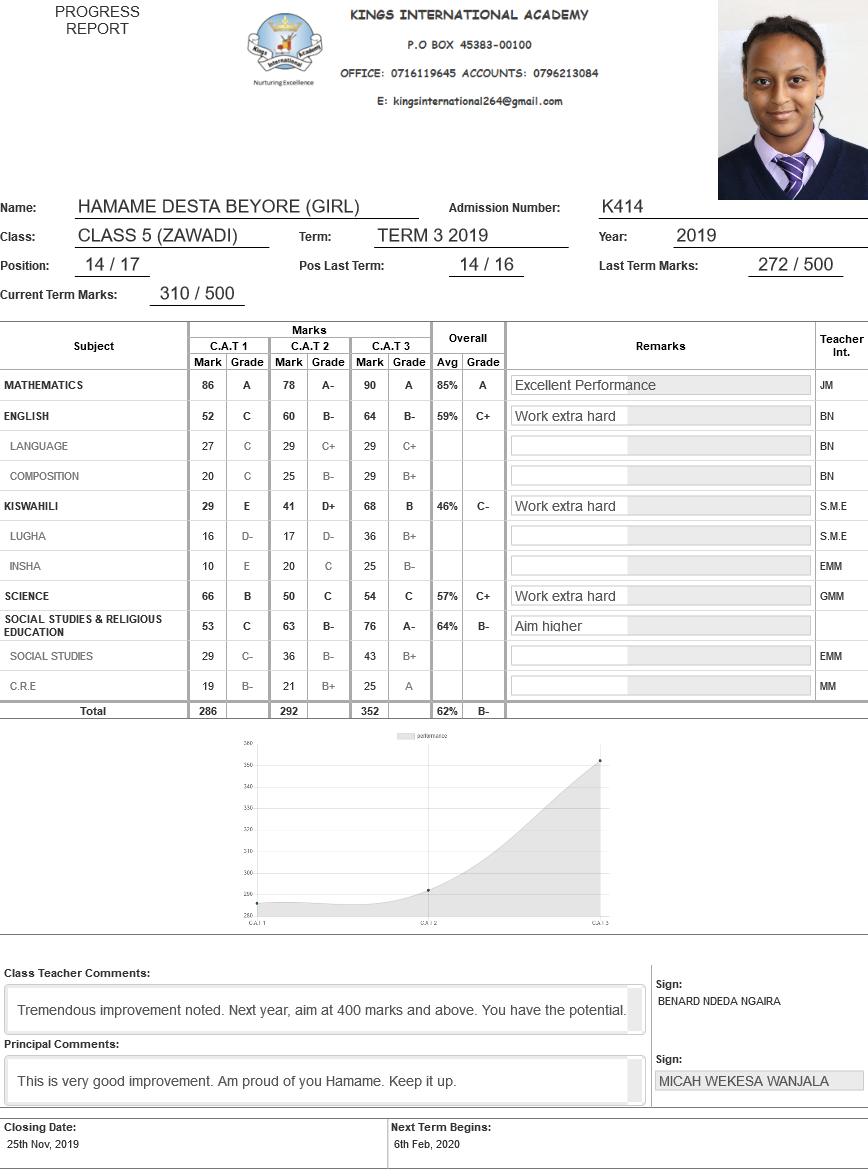 PROGRESS
REPORT
Kings International Academy
Nurturing Excellence
KINGS INTERNATIONAL ACADEMY
P.O BOX 45383-00100
OFFICE: 0716119645 ACCOUNTS: 0796213084
E: kingsinternational264@gmail.com
Name: HAMAME DESTA BEYORE (GIRL) Admission Number: K414
Class: CLASS 5 (ZAWADI) Term: TERM 3 2019 Year: 2019
Position: 14 / 17 Pos Last Term: 14 / 16 Last Term Marks: 272 / 500
Current Term Marks: 310 / 500
Marks
Subject C.A.T 1 C.A.T 2 C.A.T 3 Overall Remarks Teacher Int.
Mark Grade Mark Grade Mark Grade Avg Grade
MATHEMATICS 86 A 78 A- 90 A 85% A Excellent Performance JM
ENGLISH 52 C 60 B- 64 B- 59% C+ Work extra hard BN
LANGUAGE 27 C 29 C+ 29 C+ BN
COMPOSITION 20 C 25 B- 29 B+ BN
KISWAHILI 29 E 41 D+ 68 B 46% C- Work extra hard S.M.E
LUGHA 16 D- 17 D- 36 B+ S.M.E
INSHA 10 E 20 C 25 B- EMM
SCIENCE 66 B 50 C 54 C 57% C+ Work extra hard GMM
SOCIAL STUDIES & RELIGIOUS
EDUCATION 53 C 63 B- 76 A- 64% B- Aim higher
SOCIAL STUDIES 29 C- 36 B- 43 B+ EMM
C.R.E 19 B- 21 B+ 25 A MM
Total 286 292 352 62% B-
performance
360
350
340
330
320
310
300
290
280
C.A.T 1 C.A.T 2 C.A.T 3
Class Teacher Comments:
Tremendous improvement noted. Next year, aim at 400 marks and above. You have the potential.
Sign:
BENARD NDEDA NGAIRA
Principal Comments:
This is very good improvement. Am proud of you Hamame. Keep it up.
Sign:
MICAH WEKESA WANJALA
Closing Date: Next Term Begins:
25th Nov, 2019 6th Feb, 2020